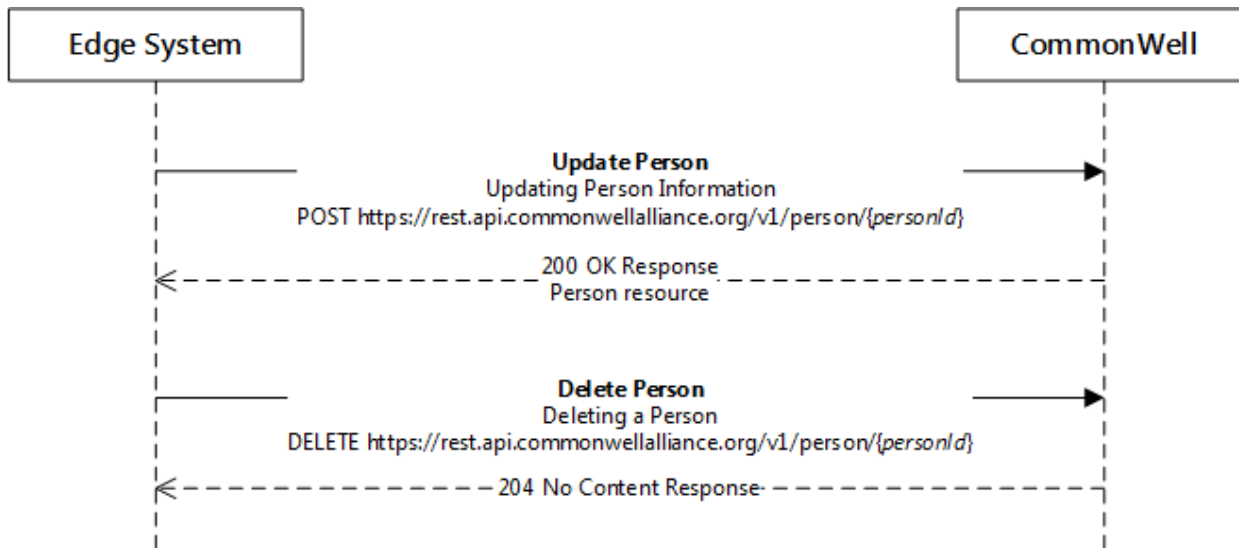 Edge System
CommonWell
Update Person
Updating Person Information
POST https://rest.api.commonwellalliance.org/v1/person/{personId}
200 OK Response
Person resource
Delete Person
Deleting a Person
DELETE https://rest.api.commonwellalliance.org/v1/person/{personId}
204 No Content Response